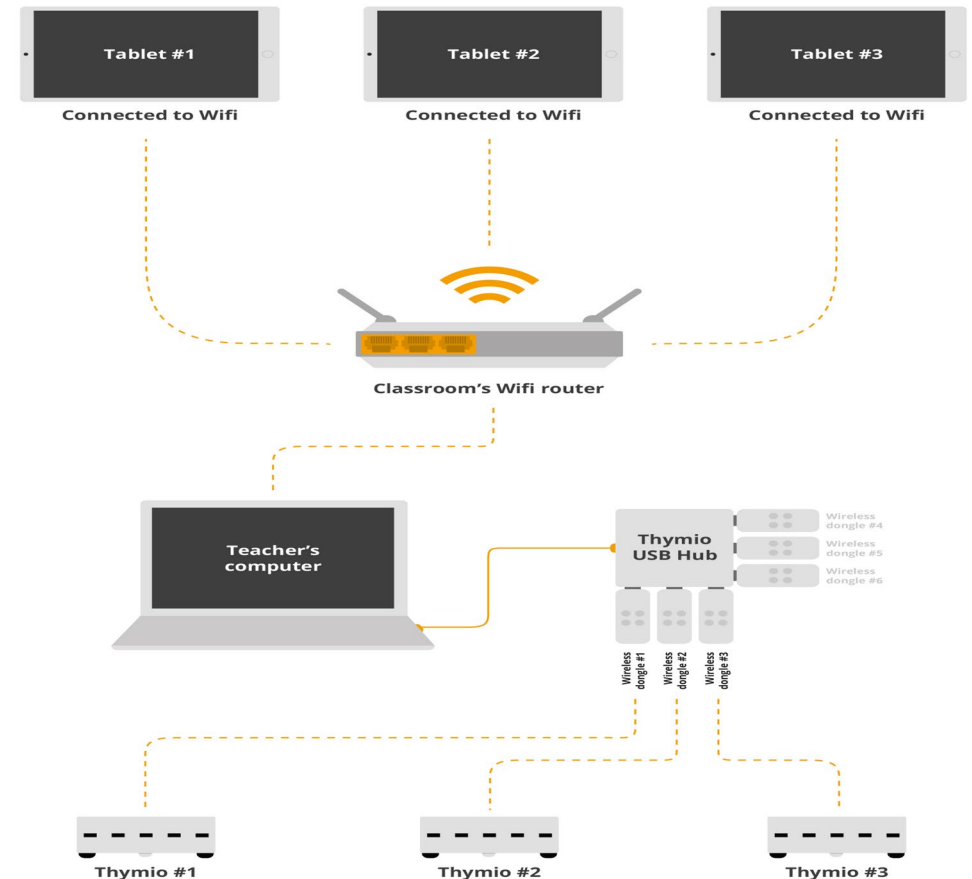 Tablet #1
Tablet #2
Tablet #3
Connected to Wifi
Connected to Wifi
Connected to Wifi
Classroom's Wifi router
Teacher's
computer
Thymio
USB Hub
Wireless
dongle #4
Wireless
dongle #5
Wireless
dongle #6
Wireless
dongle #1
Wireless
dongle #2
Wireless
dongle #3
Thymio #1
Thymio #2
Thymio #3